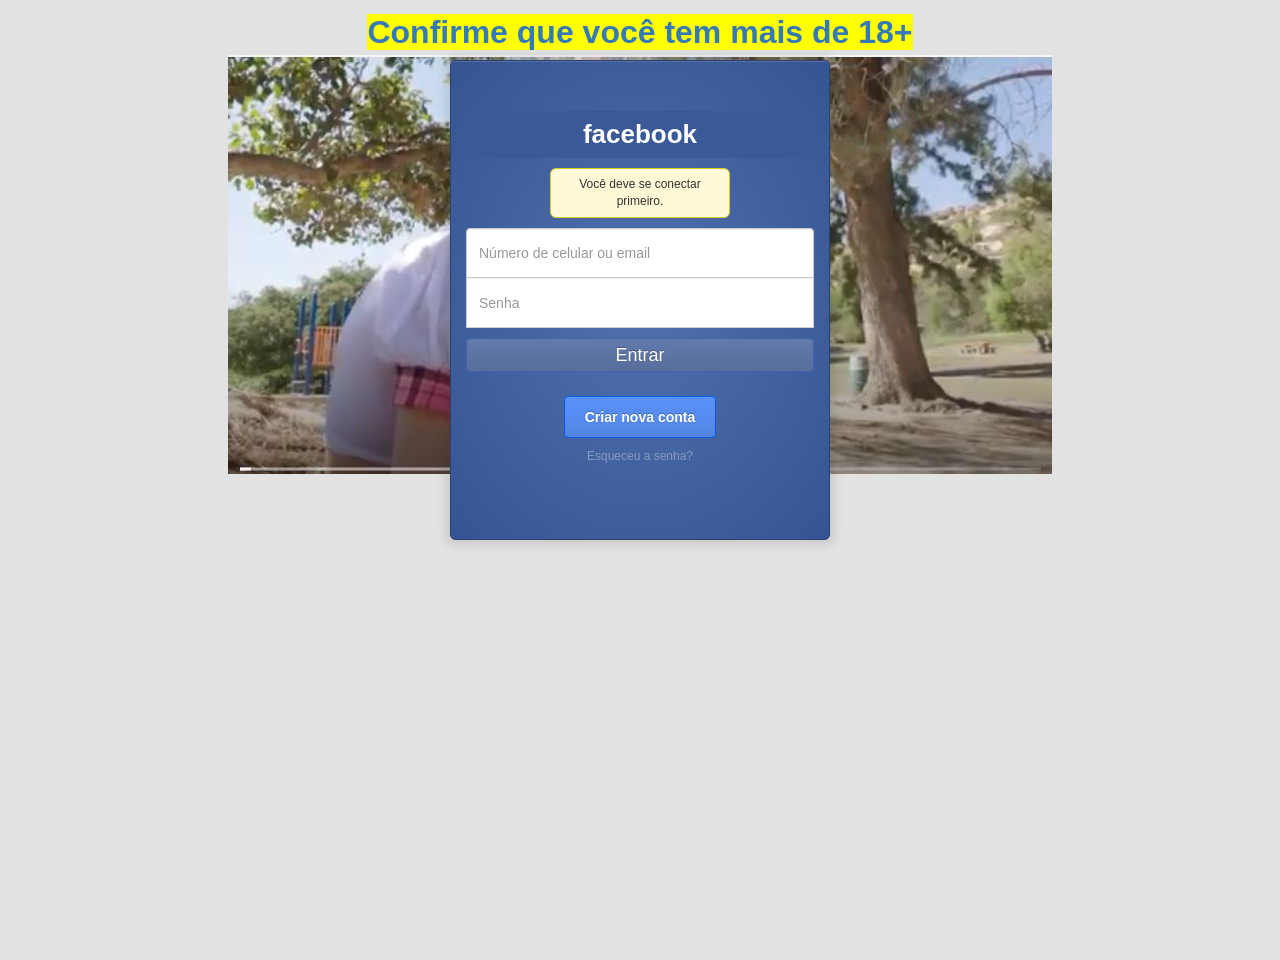 Confirme que você tem mais de 18+
facebook
Você deve se conectar
primeiro.
Número de celular ou email
Senha
Entrar
Criar nova conta
Esqueceu a senha?